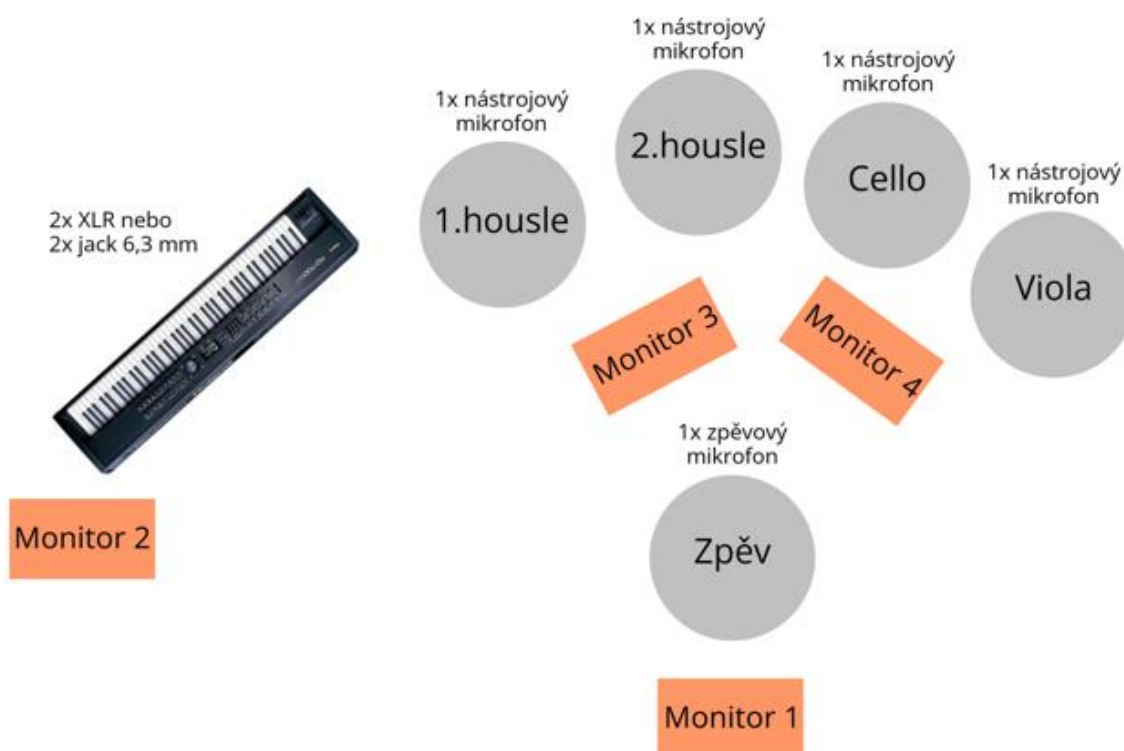 1x nástrojový
mikrofon
2.housle
1x nástrojový
mikrofon
1.housle
1x nástrojový
mikrofon
Cello
1x nástrojový
mikrofon
Viola
2x XLR nebo
2x jack 6,3 mm
Monitor 3
Monitor 4
1x zpěvový
mikrofon
Zpěv
Monitor 2
Monitor 1